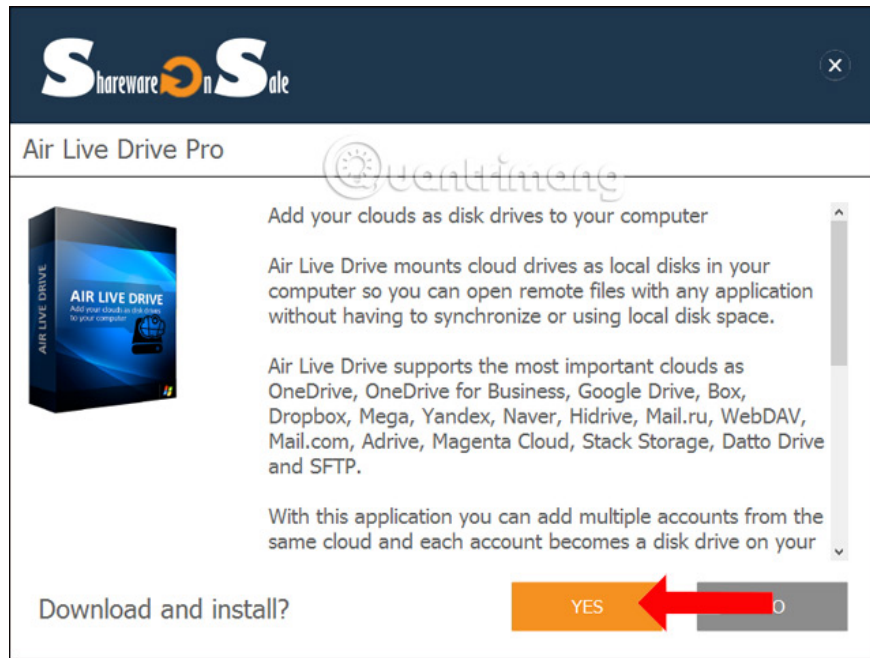 Shareware On Sale
Air Live Drive Pro
Quantrimang
Add your clouds as disk drives to your computer
Air Live Drive mounts cloud drives as local disks in your
computer so you can open remote files with any application
without having to synchronize or using local disk space.
Air Live Drive supports the most important clouds as
OneDrive, OneDrive for Business, Google Drive, Box,
Dropbox, Mega, Yandex, Naver, Hidrive, Mail.ru, WebDAV,
Mail.com, Adrive, Magenta Cloud, Stack Storage, Datto Drive
and SFTP.
With this application you can add multiple accounts from the
same cloud and each account becomes a disk drive on your
AIR LIVE DRIVE
AIR LIVE DRIVE
Add your clouds as disk drives
to your computer
Download and install?
YES